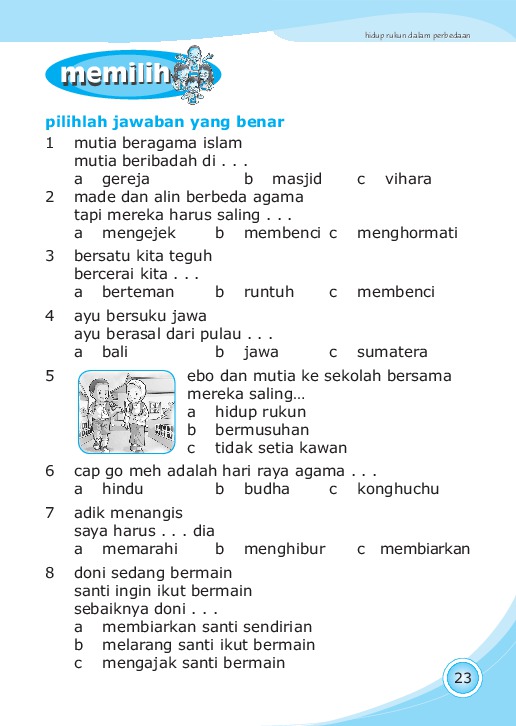 hidup rukun dalam perbedaan
memilih
pilihlah jawaban yang benar
1 mutia beragama islam
mutia beribadah di . . .
a gereja b masjid c vihara
2 made dan alin berbeda agama
tapi mereka harus saling . . .
a mengejek b membenci c menghormati
3 bersatu kita teguh
bercerai kita . . .
a berteman b runtuh c membenci
4 ayu bersuku jawa
ayu berasal dari pulau . . .
a bali b jawa c sumatera
5 ebo dan mutia ke sekolah bersama
mereka saling...
a hidup rukun
b bermusuhan
c tidak setia kawan
6 cap go meh adalah hari raya agama . . .
a hindu b budha c konghuchu
7 adik menangis
saya harus . . . dia
a memarahi b menghibur c membiarkan
8 doni sedang bermain
santi ingin ikut bermain
sebaiknya doni . . .
a membiarkan santi sendirian
b melarang santi ikut bermain
c mengajak santi bermain
23